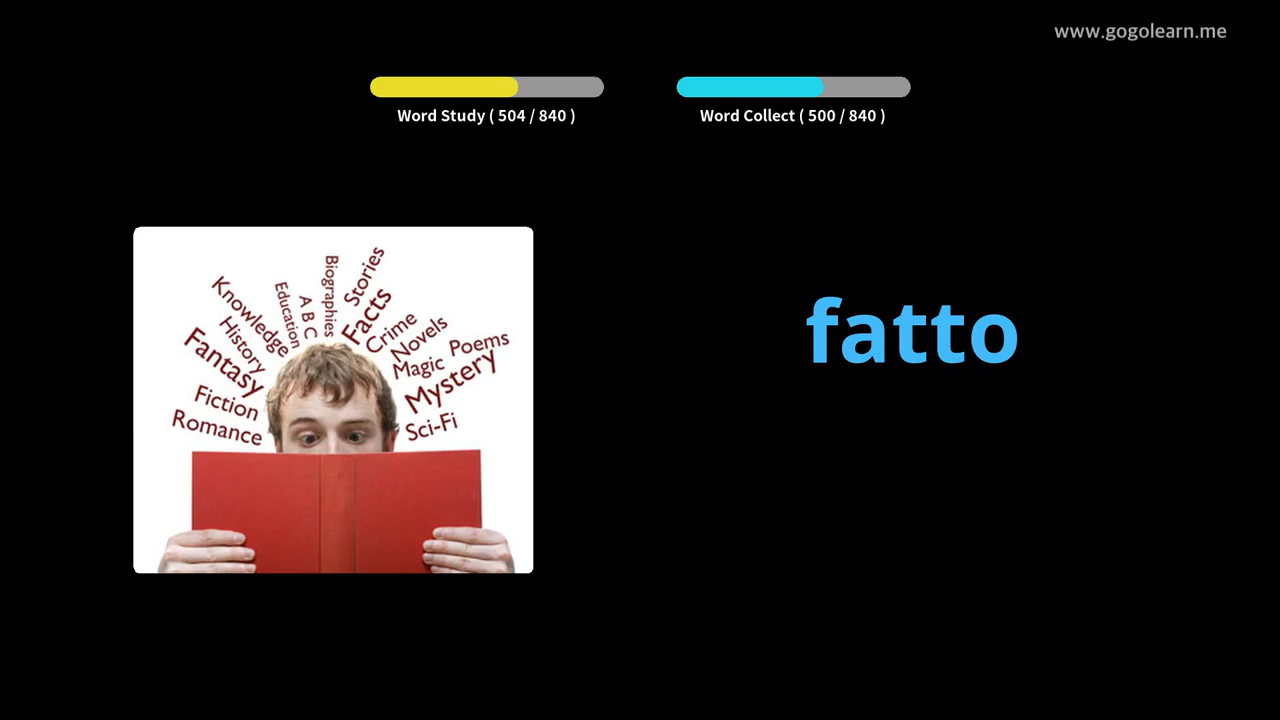 www.gogolearn.me
Word Study ( 504 / 840 )
Word Collect ( 500 / 840 )
Biographies
Stories
Education
A B C
Facts
Knowledge
Crime
History
Novels
Poems
Fantasy
Magic
Mystery
Fiction
Romance
Sci-Fi
fatto